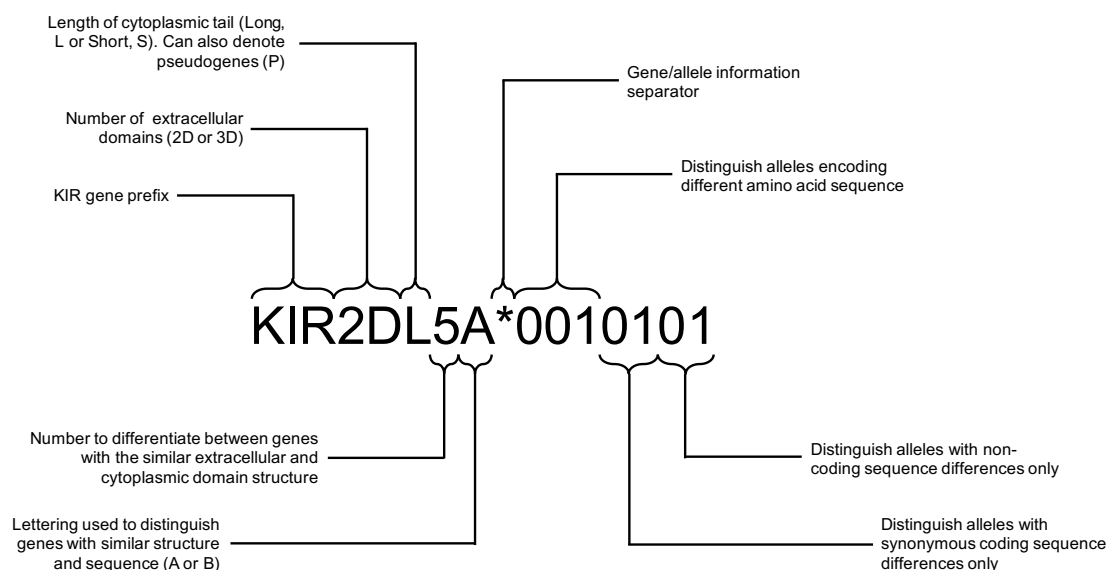 Length of cytoplasmic tail (Long,
L or Short, S). Can also denote
pseudogenes (P)
Gene/allele information
separator
Number of extracellular
domains (2D or 3D)
Distinguish alleles encoding
different amino acid sequence
KIR gene prefix
KIR2DL5A*0010101
Number to differentiate between genes
with the similar extracellular and
cytoplasmic domain structure
Distinguish alleles with non-
coding sequence differences only
Lettering used to distinguish
genes with similar structure
and sequence (A or B)
Distinguish alleles with
synonymous coding sequence
differences only